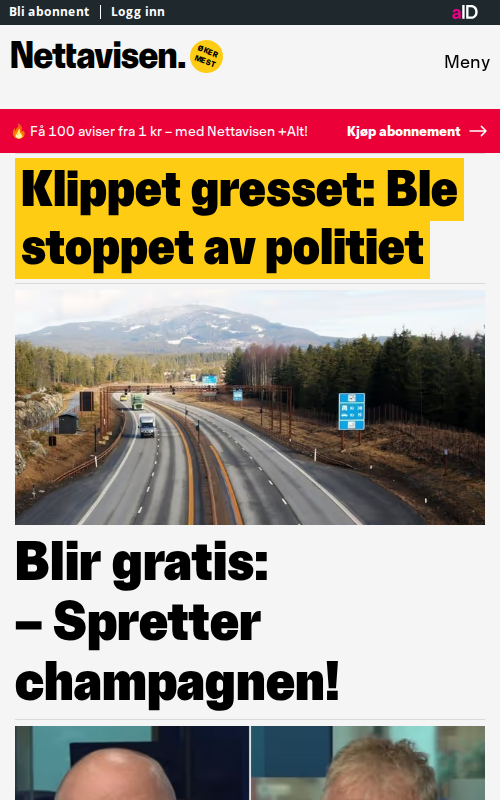 Bli abonnent | Logg inn
aID
Nettavisen.
ØKER
MEST
Meny
🔥 Få 100 aviser fra 1 kr – med Nettavisen +Alt!
Kjøp abonnement →
Klippet gresset: Ble
stoppet av politiet
Blir gratis:
– Spretter
champagnen!